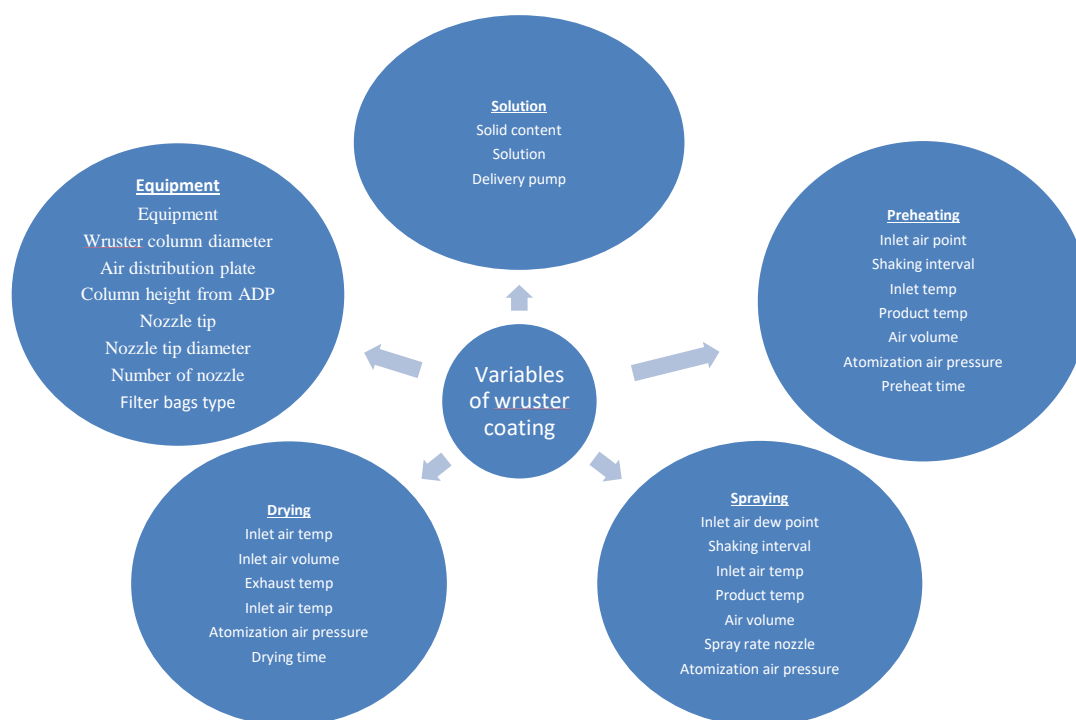 Solution
Solid content
Solution
Delivery pump
Equipment
Equipment
Wruster column diameter
Air distribution plate
Column height from ADP
Nozzle tip
Nozzle tip diameter
Number of nozzle
Filter bags type
Preheating
Inlet air point
Shaking interval
Inlet temp
Product temp
Air volume
Atomization air pressure
Preheat time
Variables
of wruster
coating
Drying
Inlet air temp
Inlet air volume
Exhaust temp
Inlet air temp
Atomization air pressure
Drying time
Spraying
Inlet air dew point
Shaking interval
Inlet air temp
Product temp
Air volume
Spray rate nozzle
Atomization air pressure